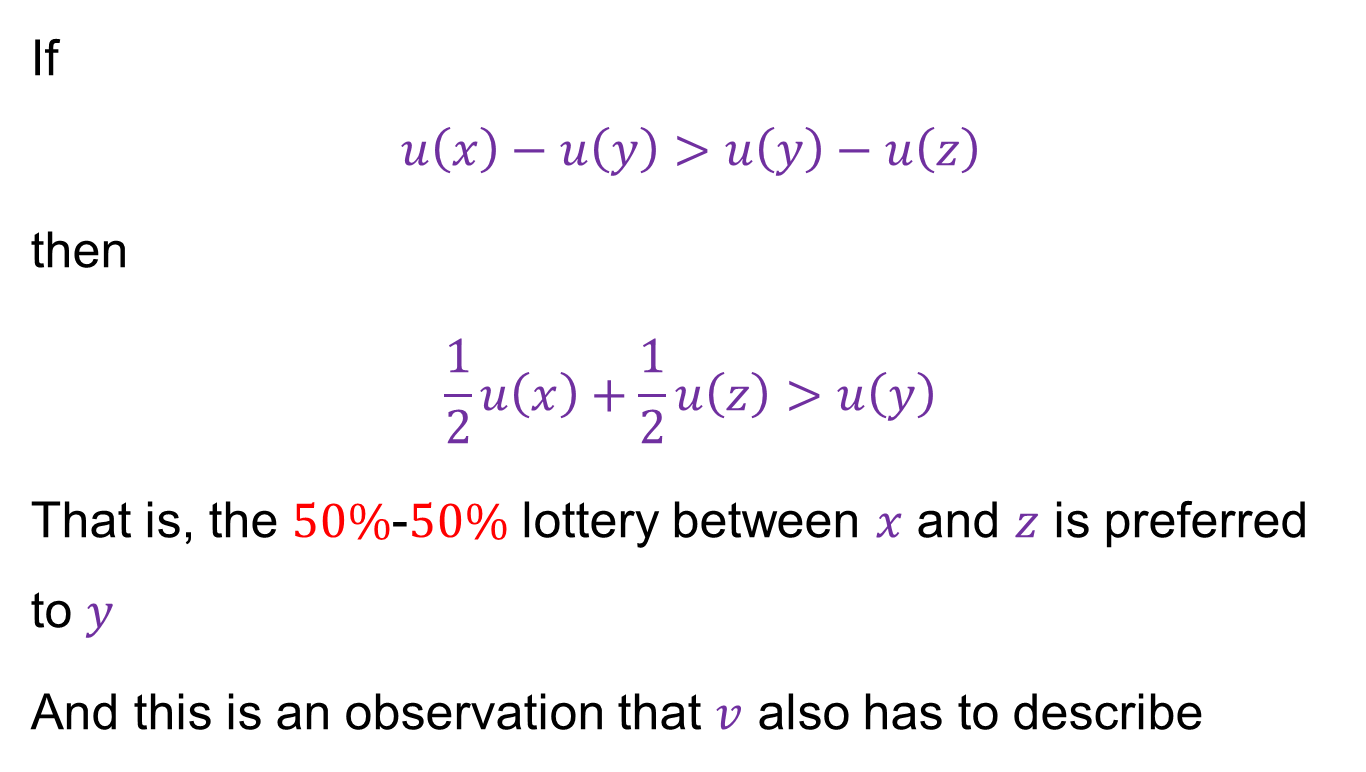 If
u(x) − u(y) > u(y) − u(z)
then
1/2 u(x) + 1/2 u(z) > u(y)
That is, the 50%-50% lottery between x and z is preferred
to y
And this is an observation that v also has to describe